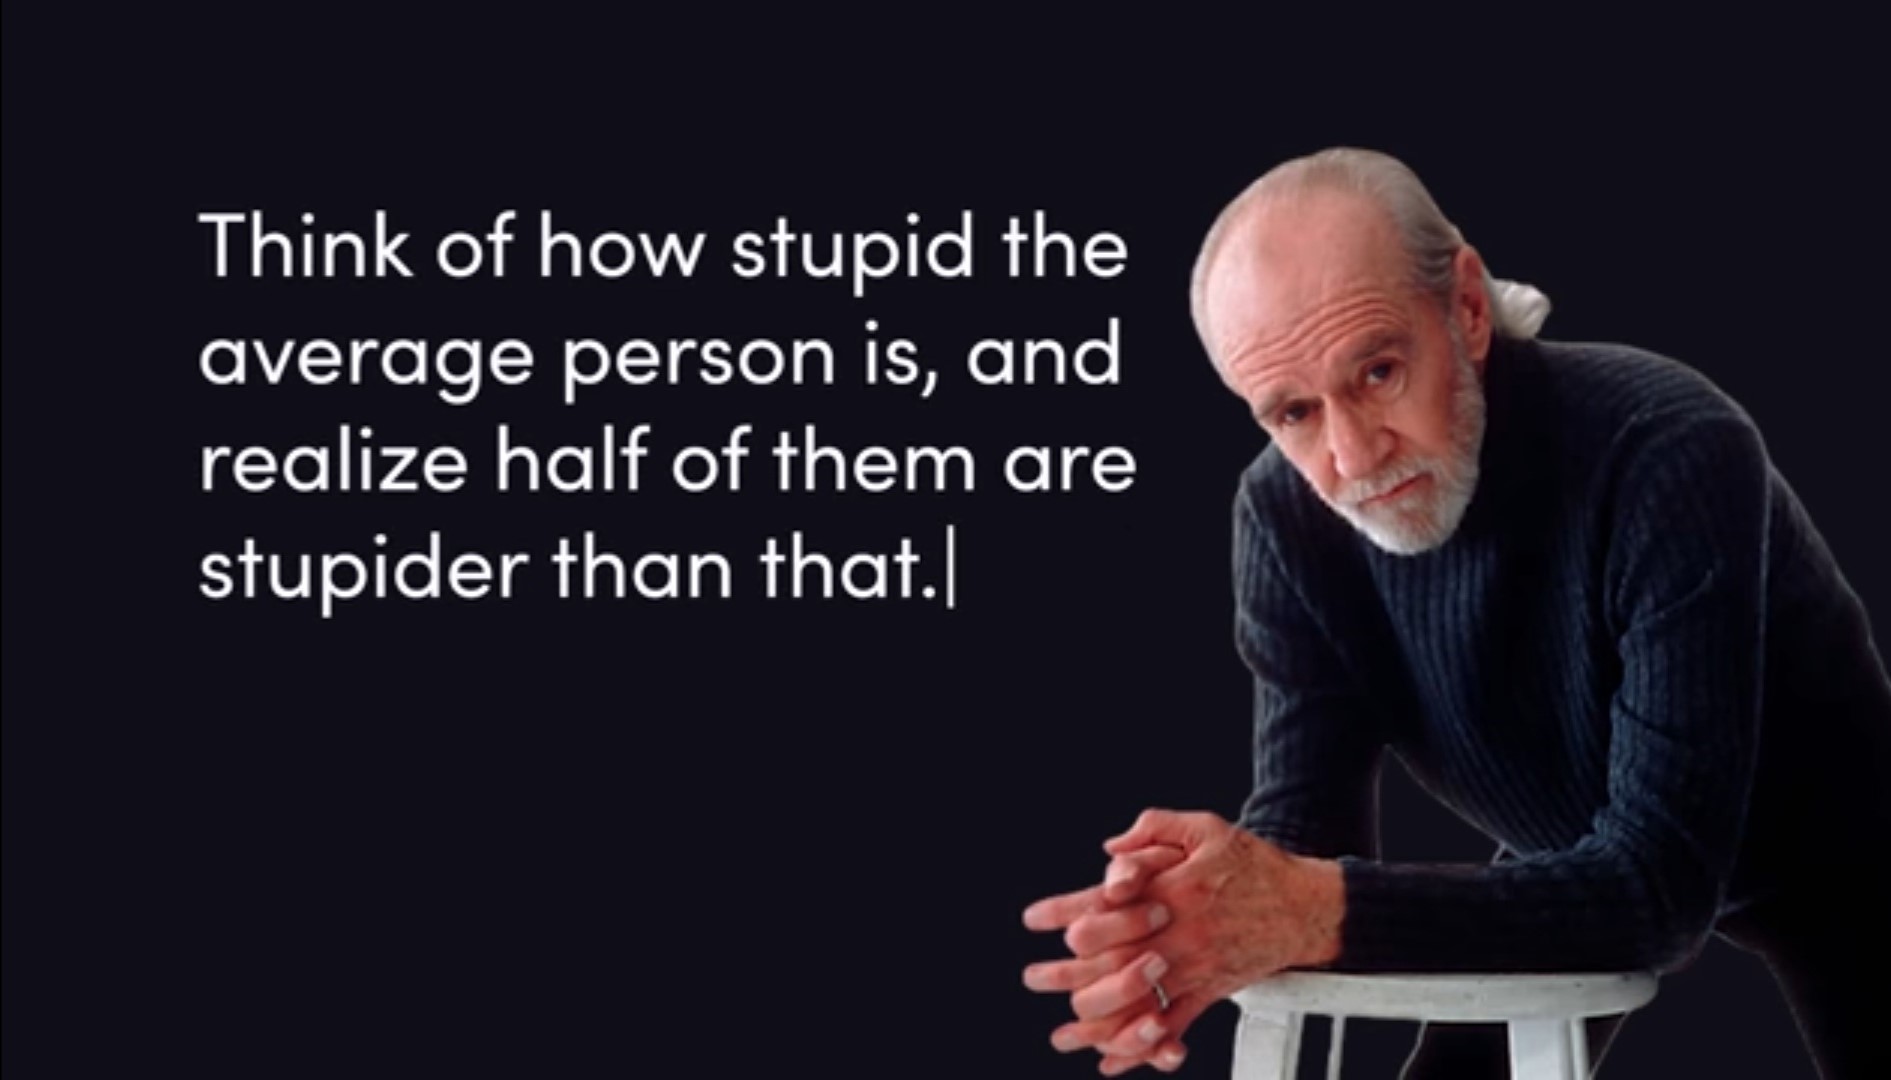 Think of how stupid the
average person is, and
realize half of them are
stupider than that.